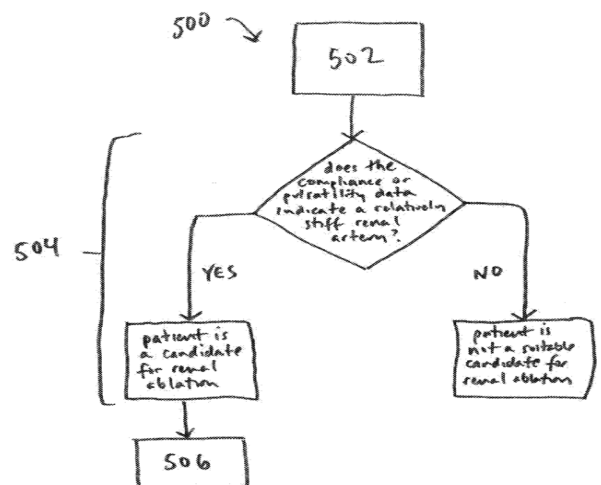 500
502
does the
compliance or
pulsatility data
indicate a relatively
stiff renal
artery?
504
YES
NO
patient is
a candidate
for renal
ablation
patient is
not a suitable
candidate for
renal ablation
506